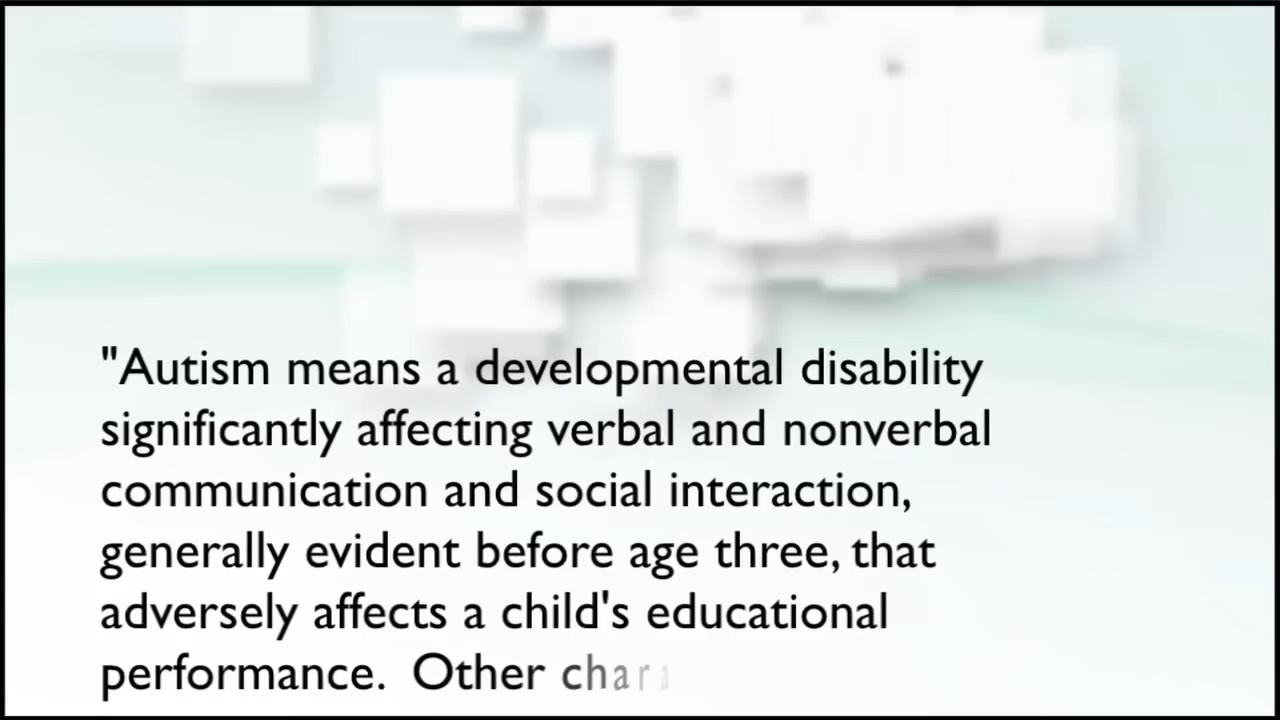 "Autism means a developmental disability
significantly affecting verbal and nonverbal
communication and social interaction,
generally evident before age three, that
adversely affects a child's educational
performance.  Other chara